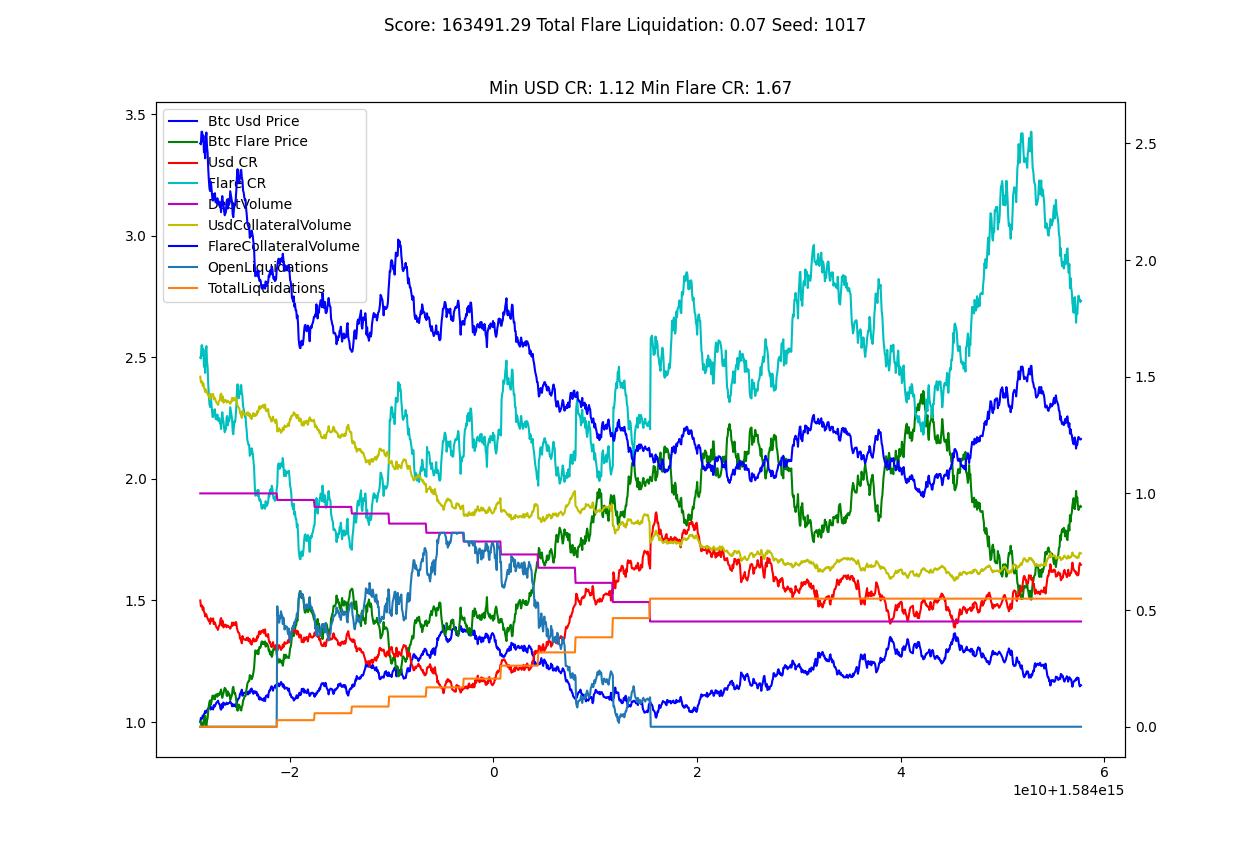 Score: 163491.29 Total Flare Liquidation: 0.07 Seed: 1017
Min USD CR: 1.12 Min Flare CR: 1.67
Btc Usd Price
Btc Flare Price
Usd CR
Flare CR
DebtVolume
UsdCollateralVolume
FlareCollateralVolume
OpenLiquidations
TotalLiquidations
3.5
3.0
2.5
2.0
1.5
1.0
2.5
2.0
1.5
1.0
0.5
0.0
−2 0 2 4 6
1e10+1.584e15